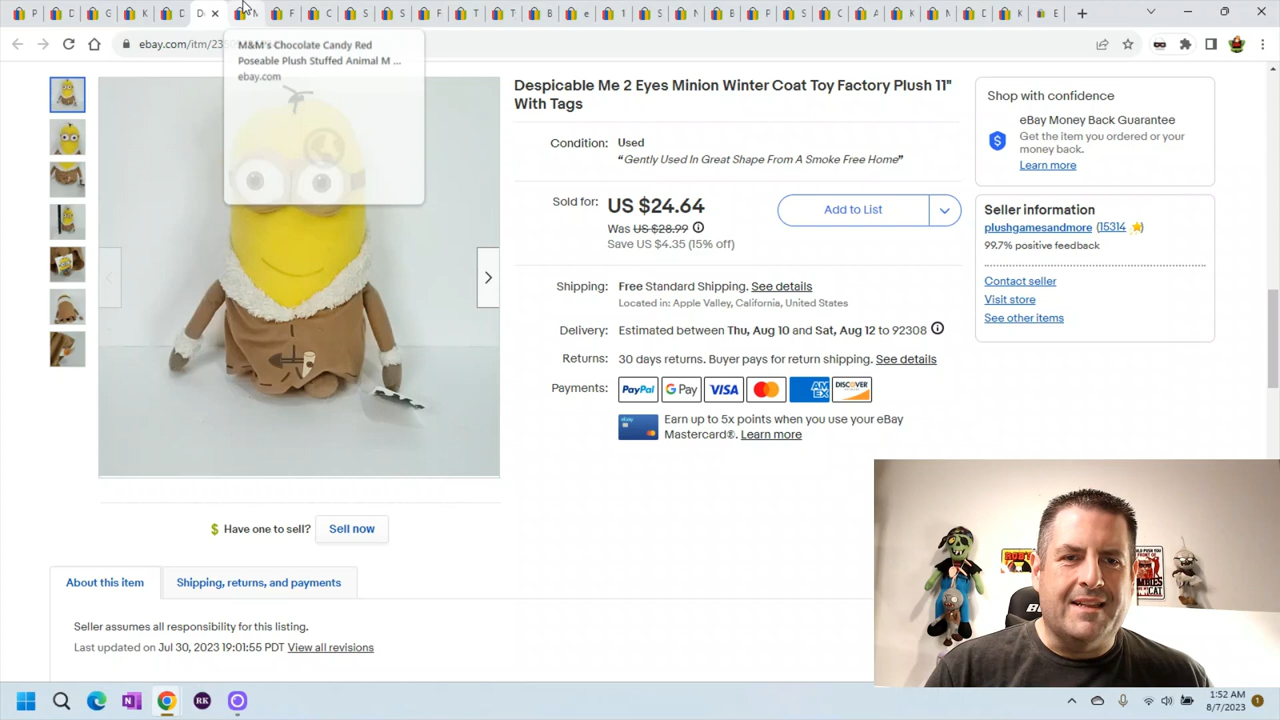 P
D
G
K
D
De
M
F
C
S
S
F
T
T
B
e
1
S
B
P
S
C
A
K
N
D
K
E
ebay.com/itm/23
M&M's Chocolate Candy Red
Poseable Plush Stuffed Animal M ...
ebay.com
Despicable Me 2 Eyes Minion Winter Coat Toy Factory Plush 11"
With Tags
Condition: Used
"Gently Used In Great Shape From A Smoke Free Home"
Sold for: US $24.64
Was US $28.99
Save US $4.35 (15% off)
Add to List
Shipping: Free Standard Shipping. See details
Located in: Apple Valley, California, United States
Delivery: Estimated between Thu, Aug 10 and Sat, Aug 12 to 92308
Returns: 30 days returns. Buyer pays for return shipping. See details
Payments: PayPal G Pay VISA AM EX DISCOVER
Earn up to 5x points when you use your eBay
Mastercard®. Learn more
Shop with confidence
eBay Money Back Guarantee
Get the item you ordered or your
money back.
Learn more
Seller information
plushgamesandmore (15314 )
99.7% positive feedback
Contact seller
Visit store
See other items
Have one to sell? Sell now
About this item
Shipping, returns, and payments
Seller assumes all responsibility for this listing.
Last updated on Jul 30, 2023 19:01:55 PDT View all revisions
RK
1:52 AM
8/7/2023
1